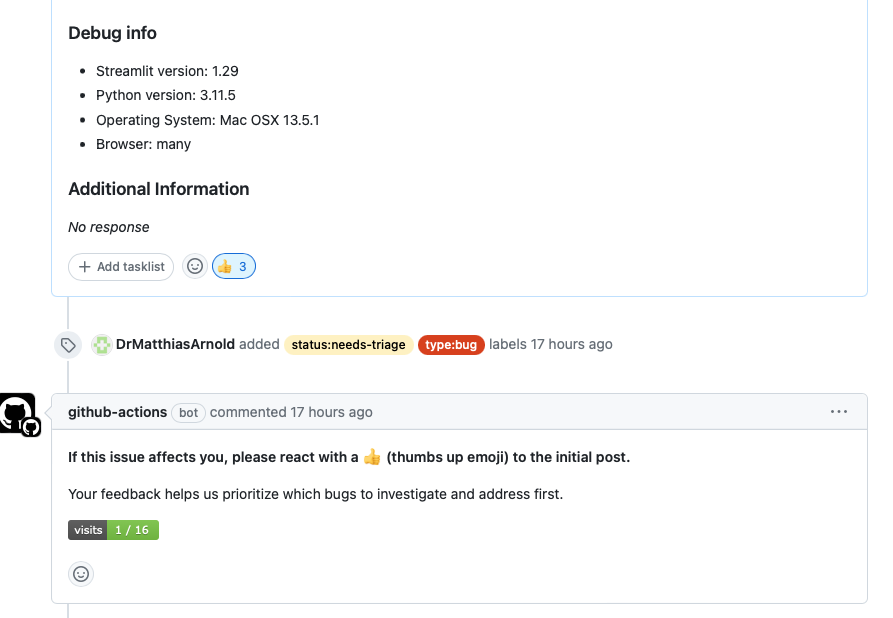 Debug info
Streamlit version: 1.29
Python version: 3.11.5
Operating System: Mac OSX 13.5.1
Browser: many
Additional Information
No response
+ Add tasklist 👍 3
DrMatthiasArnold added status:needs-triage type:bug labels 17 hours ago
github-actions bot commented 17 hours ago ...
If this issue affects you, please react with a 👍 (thumbs up emoji) to the initial post.
Your feedback helps us prioritize which bugs to investigate and address first.
visits 1 / 16